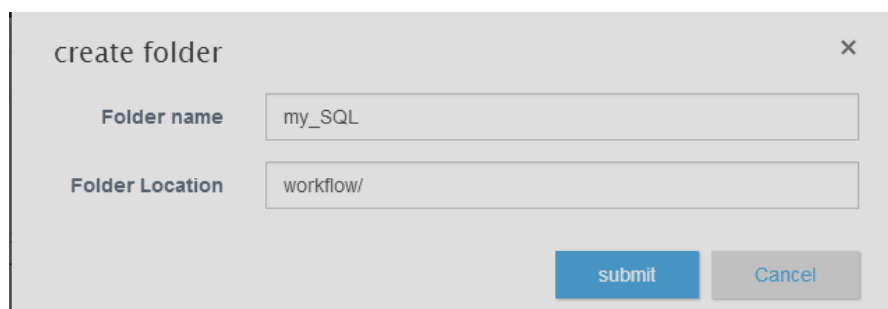 create folder ×
Folder name my_SQL
Folder Location workflow/
submit Cancel